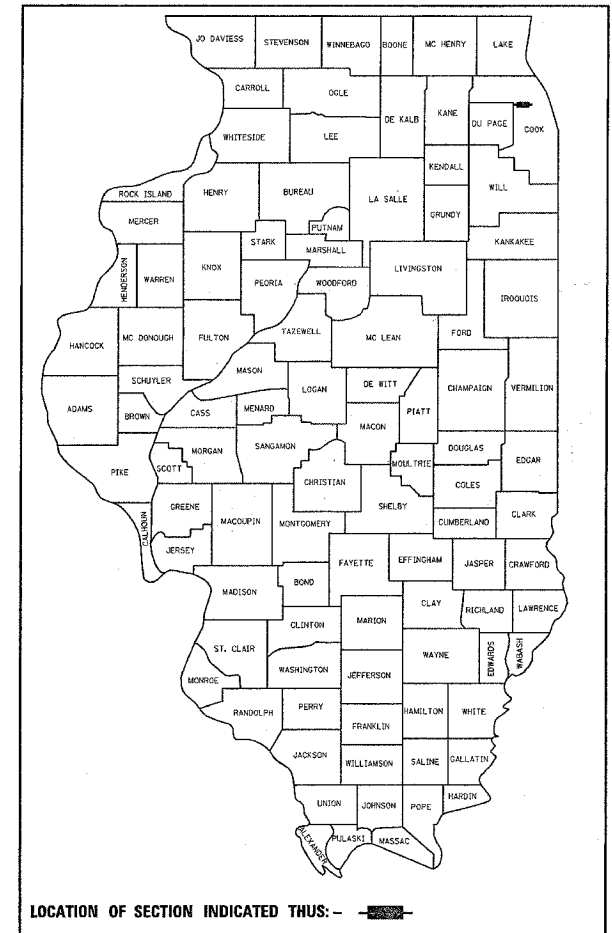 JO DAVIESS STEVENSON WINNEBAGO BOONE MC HENRY LAKE
CARROLL OGLE
DE KALB KANE DU PAGE COOK
WHITESIDE LEE
KENDALL WILL
ROCK ISLAND HENRY BUREAU LA SALLE GRUNDY
MERCER PUTNAM
STARK MARSHALL KANKAKEE
HENDERSON WARREN KNOX PEORIA WOODFORD LIVINGSTON IROQUOIS
HANCOCK MC DONOUGH FULTON TAZEWELL MC LEAN FORD
MASON
SCHUYLER LOGAN DE WITT CHAMPAIGN VERMILION
ADAMS BROWN CASS MENARD PIATT
MACON
PIKE SCOTT MORGAN SANGAMON MOULTRIE DOUGLAS EDGAR
CHRISTIAN COLES
CALHOUN GREENE MACOUPIN MONTGOMERY SHELBY CUMBERLAND CLARK
JERSEY
FAYETTE EFFINGHAM JASPER CRAWFORD
MADISON BOND
CLAY RICHLAND LAWRENCE
CLINTON MARION
ST. CLAIR WAYNE EDWARDS WABASH
WASHINGTON JEFFERSON
MONROE
RANDOLPH PERRY HAMILTON WHITE
FRANKLIN
JACKSON WILLIAMSON SALINE GALLATIN
UNION JOHNSON POPE HARDIN
ALEXANDER PULASKI MASSAC
LOCATION OF SECTION INDICATED THUS: -